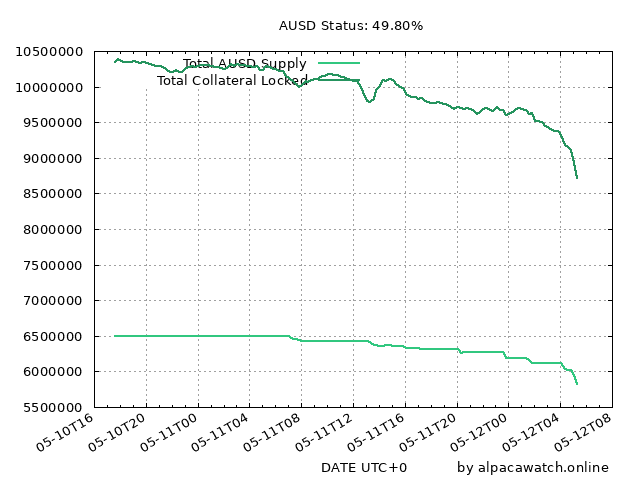 AUSD Status: 49.80%
10500000
Total AUSD Supply
Total Collateral Locked
10000000
9500000
9000000
8500000
8000000
7500000
7000000
6500000
6000000
5500000
05-10T16
05-10T20
05-11T00
05-11T04
05-11T08
05-11T12
05-11T16
05-11T20
05-12T00
05-12T04
05-12T08
DATE UTC+0
by alpacawatch.online